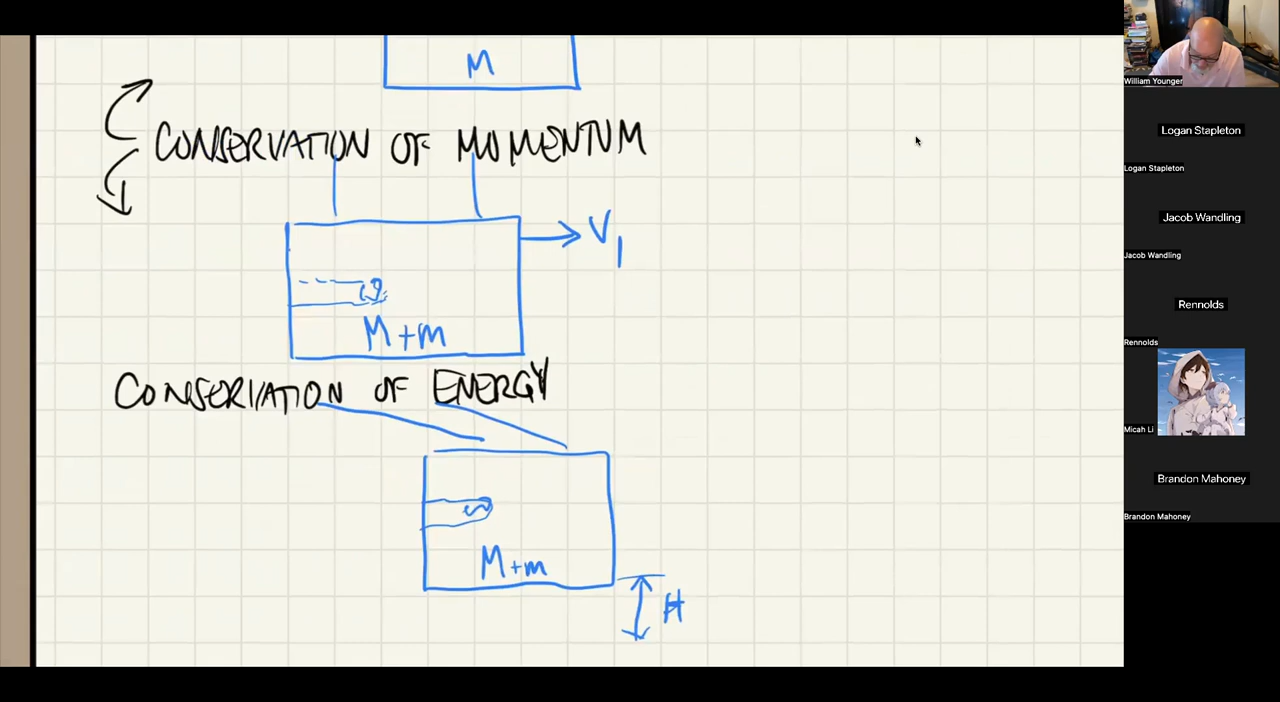 M
CONSERVATION OF MOMENTUM
V1
M+m
CONSERVATION OF ENERGY
M+m
H
William Younger
Logan Stapleton
Logan Stapleton
Jacob Wandling
Jacob Wandling
Rennolds
Rennolds
Micah Li
Brandon Mahoney
Brandon Mahoney